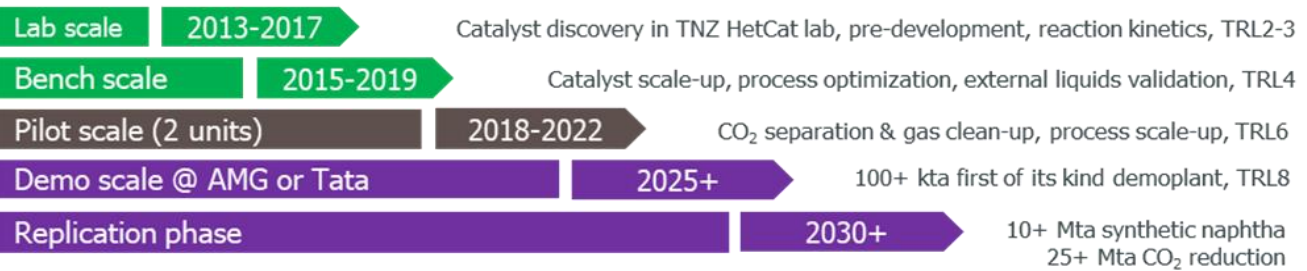 Lab scale 2013-2017 Catalyst discovery in TNZ HetCat lab, pre-development, reaction kinetics, TRL2-3
Bench scale 2015-2019 Catalyst scale-up, process optimization, external liquids validation, TRL4
Pilot scale (2 units) 2018-2022 CO₂ separation & gas clean-up, process scale-up, TRL6
Demo scale @ AMG or Tata 2025+ 100+ kta first of its kind demoplant, TRL8
Replication phase 2030+ 10+ Mta synthetic naphtha
25+ Mta CO₂ reduction